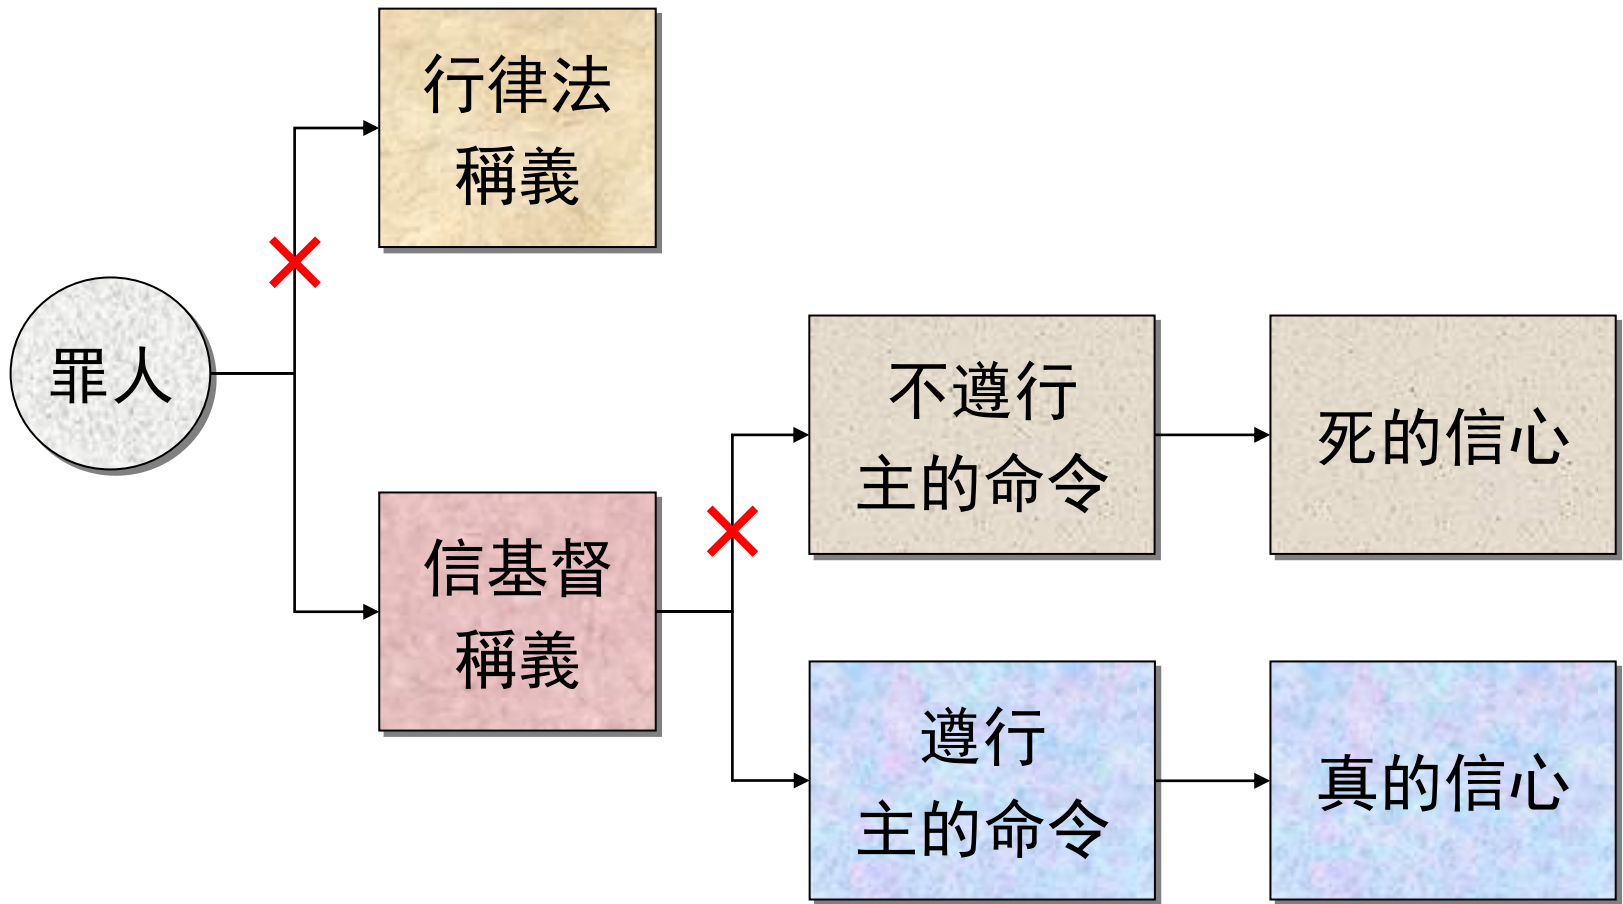 行律法
稱義
罪人
信基督
稱義
不遵行
主的命令
死的信心
遵行
主的命令
真的信心